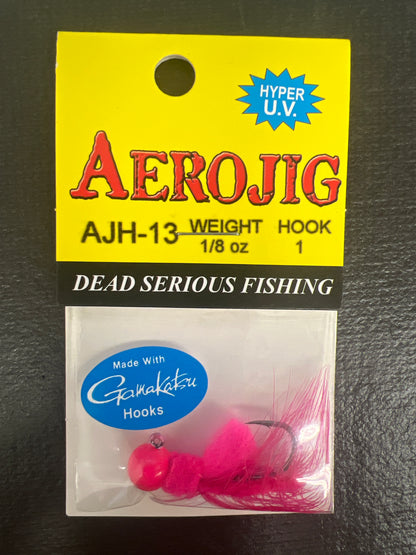 HYPER
U.V.
AEROJIG
AJH-13 WEIGHT HOOK
1/8 oz 1
DEAD SERIOUS FISHING
Made With
Gamakatsu
Hooks